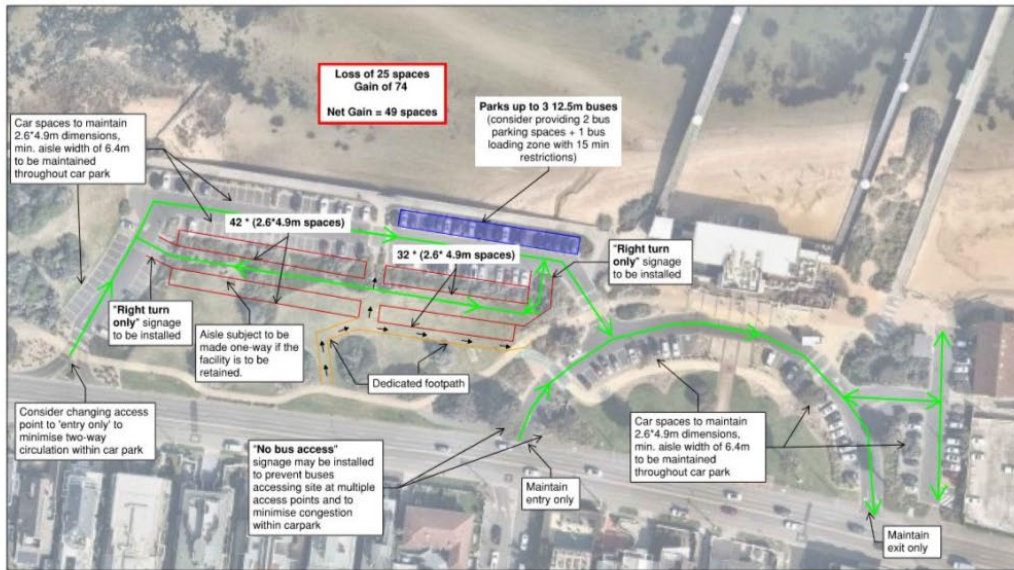 Loss of 25 spaces
Gain of 74
Net Gain = 49 spaces
Parks up to 3 12.5m buses
(consider providing 2 bus
parking spaces + 1 bus
loading zone with 15 min
restrictions)
Car spaces to maintain
2.6*4.9m dimensions,
min. aisle width of 6.4m
to be maintained
throughout car park
42 * (2.6*4.9m spaces)
32 * (2.6* 4.9m spaces)
"Right turn
only" signage
to be installed
"Right turn
only" signage
to be installed
Aisle subject to be
made one-way if the
facility is to be
retained.
Dedicated footpath
Consider changing access
point to 'entry only' to
minimise two-way
circulation within car park
"No bus access"
signage may be installed
to prevent buses
accessing site at multiple
access points and to
minimise congestion
within carpark
Maintain
entry only
Car spaces to maintain
2.6*4.9m dimensions,
min. aisle width of 6.4m
to be maintained
throughout car park
Maintain
exit only